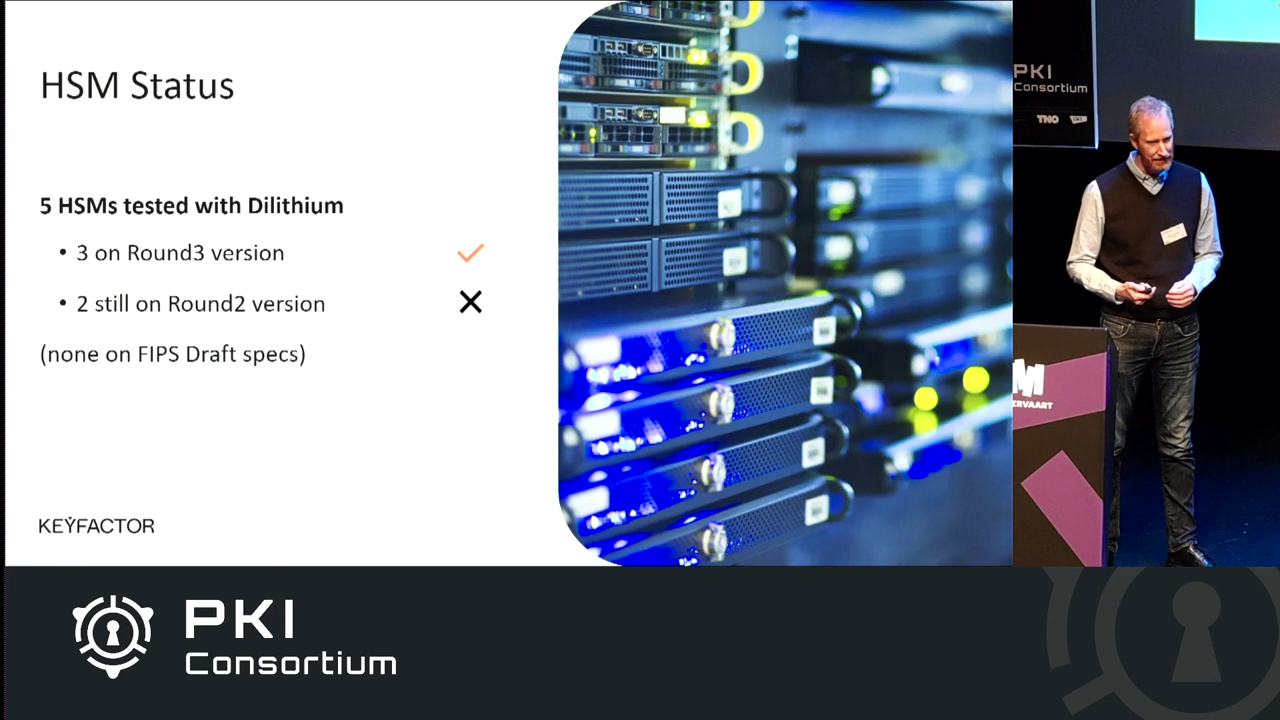 HSM Status
5 HSMs tested with Dilithium
• 3 on Round3 version
• 2 still on Round2 version
(none on FIPS Draft specs)
KEYFACTOR
PKI
Consortium
TNO
M
ERVAART
PKI
Consortium